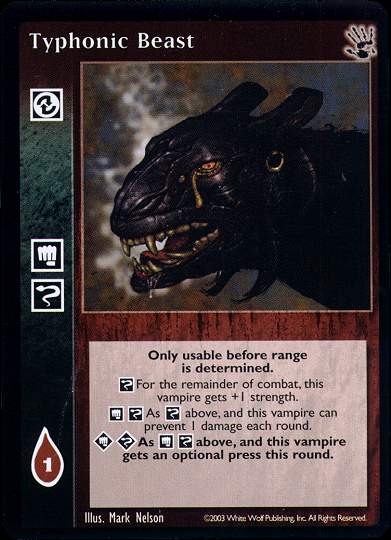 Typhonic Beast
Only usable before range
is determined.
For the remainder of combat, this
vampire gets +1 strength.
As above, and this vampire can
prevent 1 damage each round.
As above, and this vampire
gets an optional press this round.
1
Illus. Mark Nelson
©2003 White Wolf Publishing, Inc. All Rights Reserved.